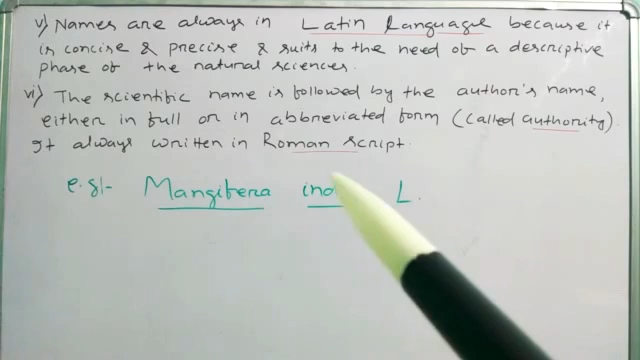 v) Names are always in Latin Language because it
is concise & precise & suits to the need of a descriptive
phase of the natural sciences.
vi) The scientific name is followed by the author's name,
either in full or in abbreviated form (called authority).
It always written in Roman script.
e.g:- Mangifera L.